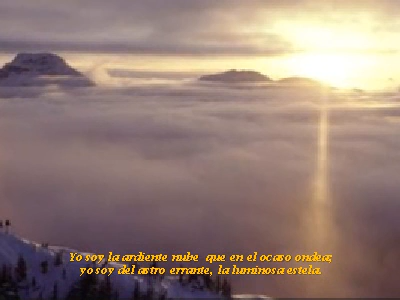 Yo soy la ardiente nube que en el ocaso ondea;
yo soy del astro errante, la luminosa estela.